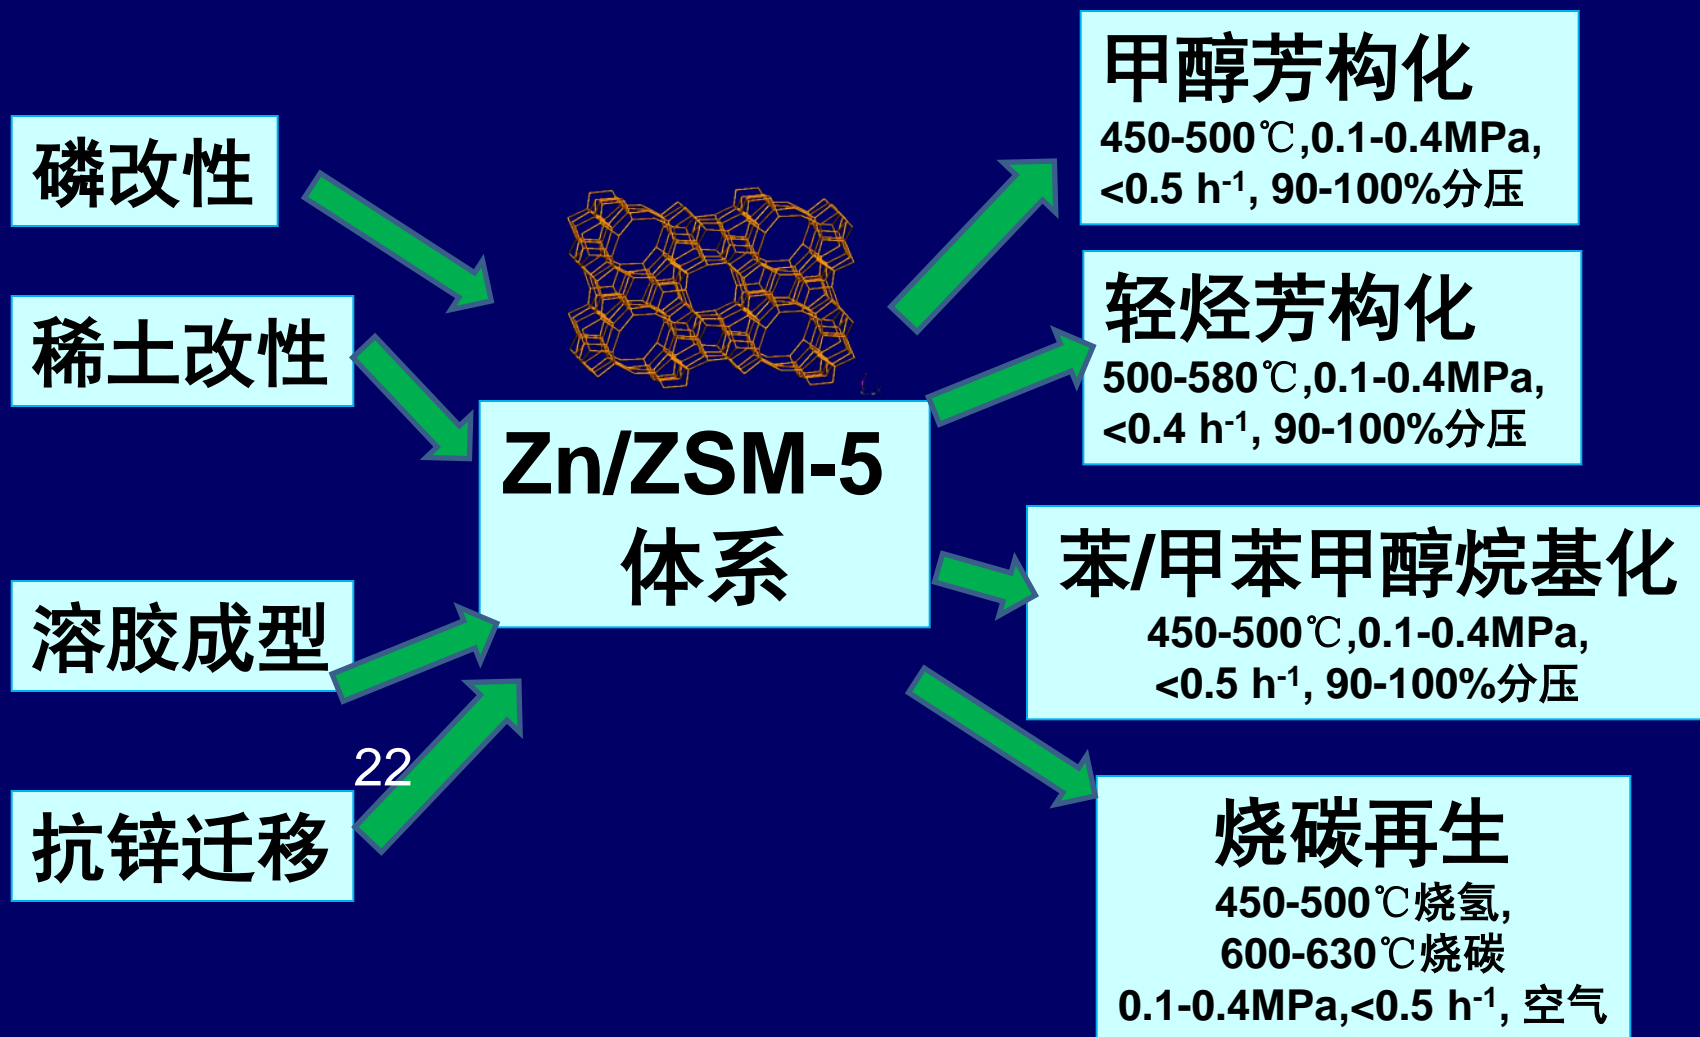 磷改性
稀土改性
溶胶成型
22
抗锌迁移
Zn/ZSM-5
体系
甲醇芳构化
450-500℃,0.1-0.4MPa,
<0.5 h-1, 90-100%分压
轻烃芳构化
500-580℃,0.1-0.4MPa,
<0.4 h-1, 90-100%分压
苯/甲苯甲醇烷基化
450-500℃,0.1-0.4MPa,
<0.5 h-1, 90-100%分压
烧碳再生
450-500℃烧氢,
600-630℃烧碳
0.1-0.4MPa,<0.5 h-1, 空气